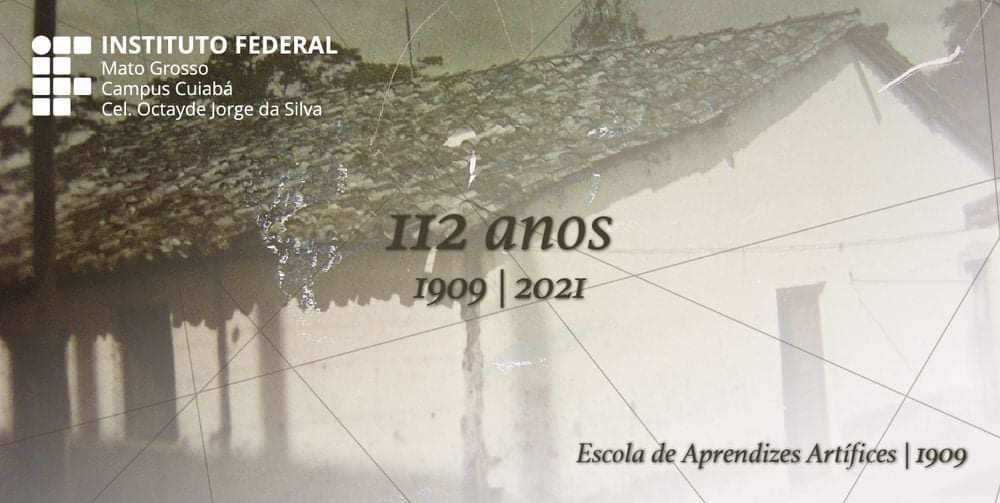 INSTITUTO FEDERAL
Mato Grosso
Campus Cuiabá
Cel. Octayde Jorge da Silva
112 anos
1909 | 2021
Escola de Aprendizes Artífices | 1909